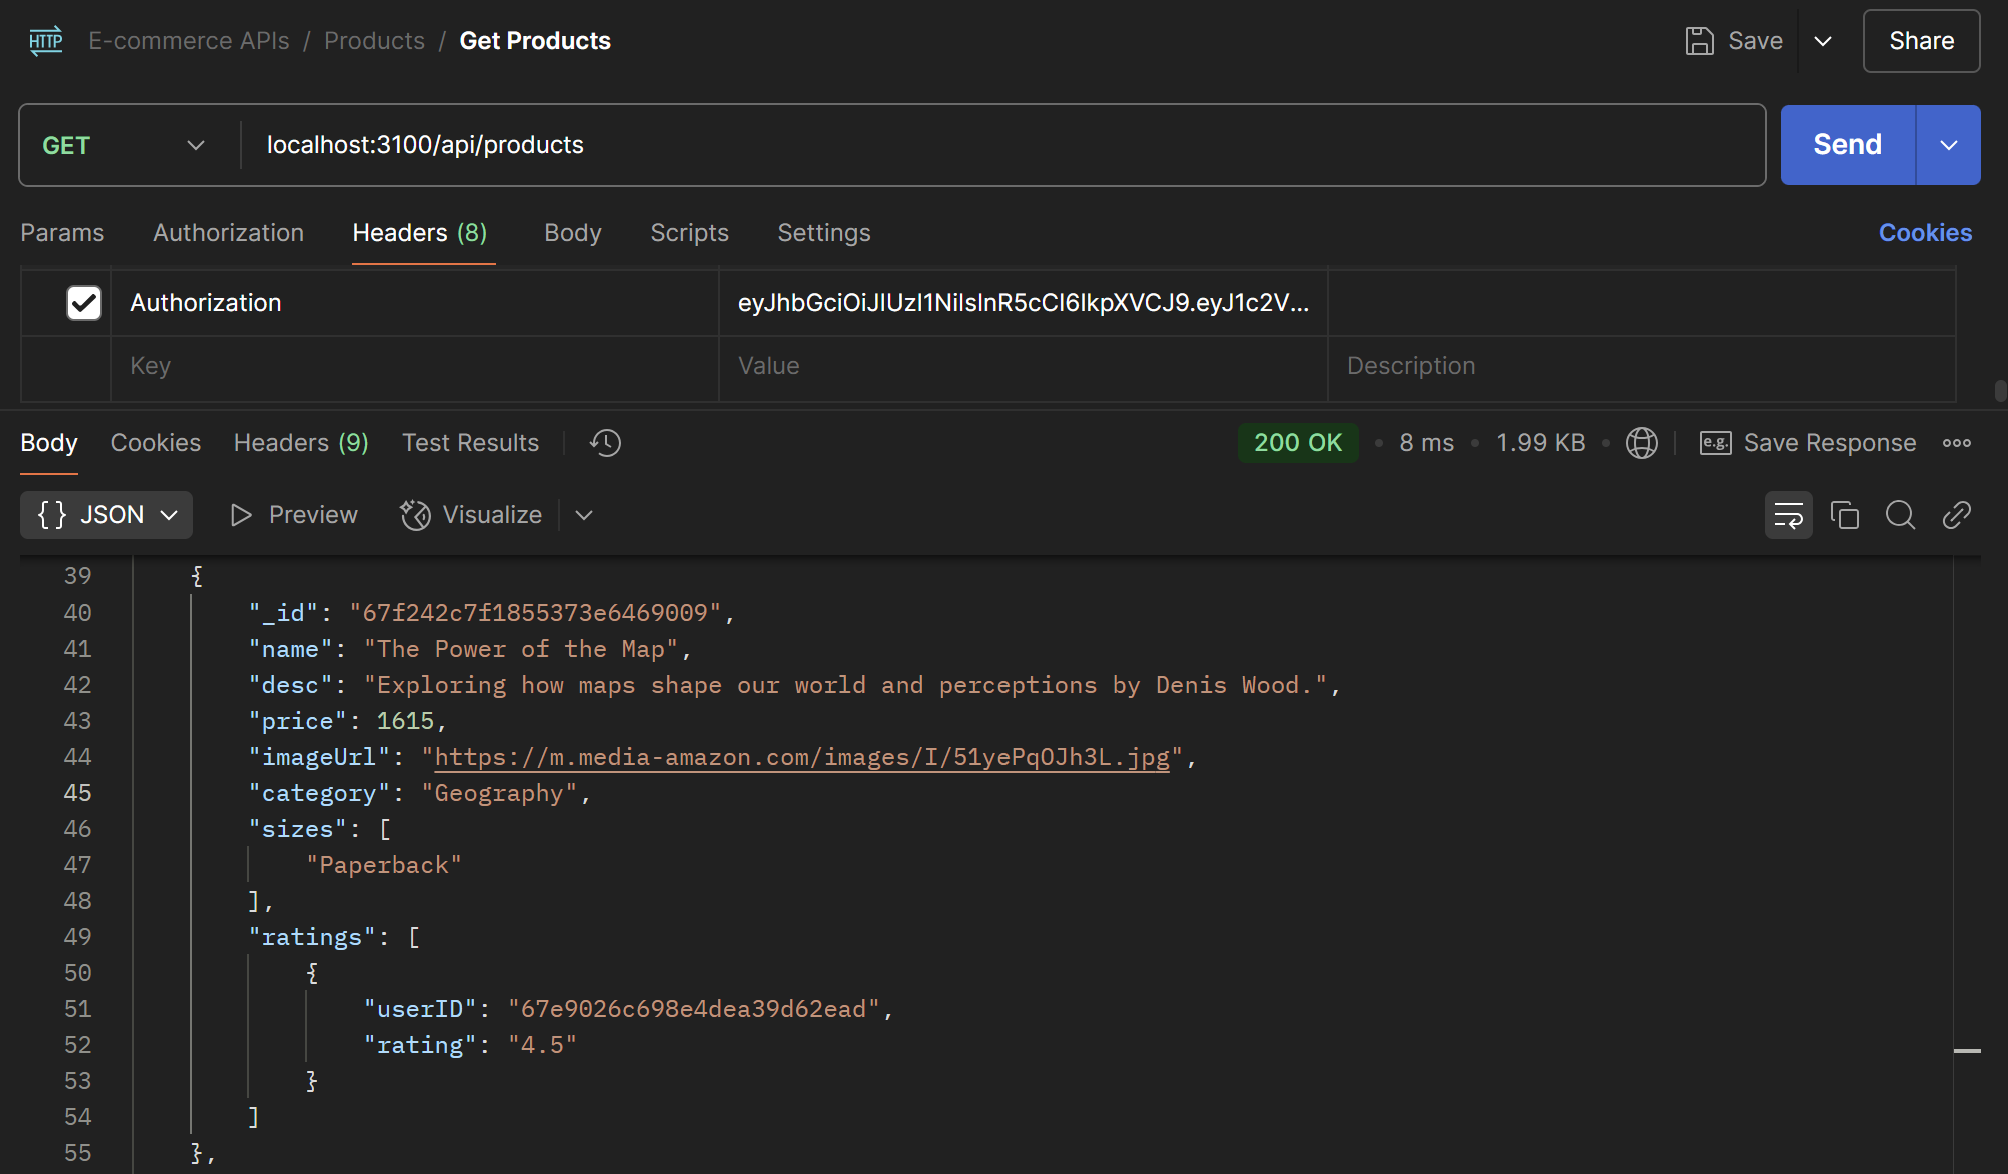 HTTP E-commerce APIs / Products / Get Products Save Share
GET localhost:3100/api/products Send
Params Authorization Headers (8) Body Scripts Settings Cookies
Authorization eyJhbGciOiJIUzI1NiIsInR5cCI6IkpXVCJ9.eyJ1c2V...
Key Value Description
Body Cookies Headers (9) Test Results 200 OK • 8 ms • 1.99 KB • e.g. Save Response
{} JSON Preview Visualize
39 {
40 "_id": "67f242c7f1855373e6469009",
41 "name": "The Power of the Map",
42 "desc": "Exploring how maps shape our world and perceptions by Denis Wood.",
43 "price": 1615,
44 "imageUrl": "https://m.media-amazon.com/images/I/51yePqOJh3L.jpg",
45 "category": "Geography",
46 "sizes": [
47 "Paperback"
48 ],
49 "ratings": [
50 {
51 "userID": "67e9026c698e4dea39d62ead",
52 "rating": "4.5"
53 }
54 ]
55 },